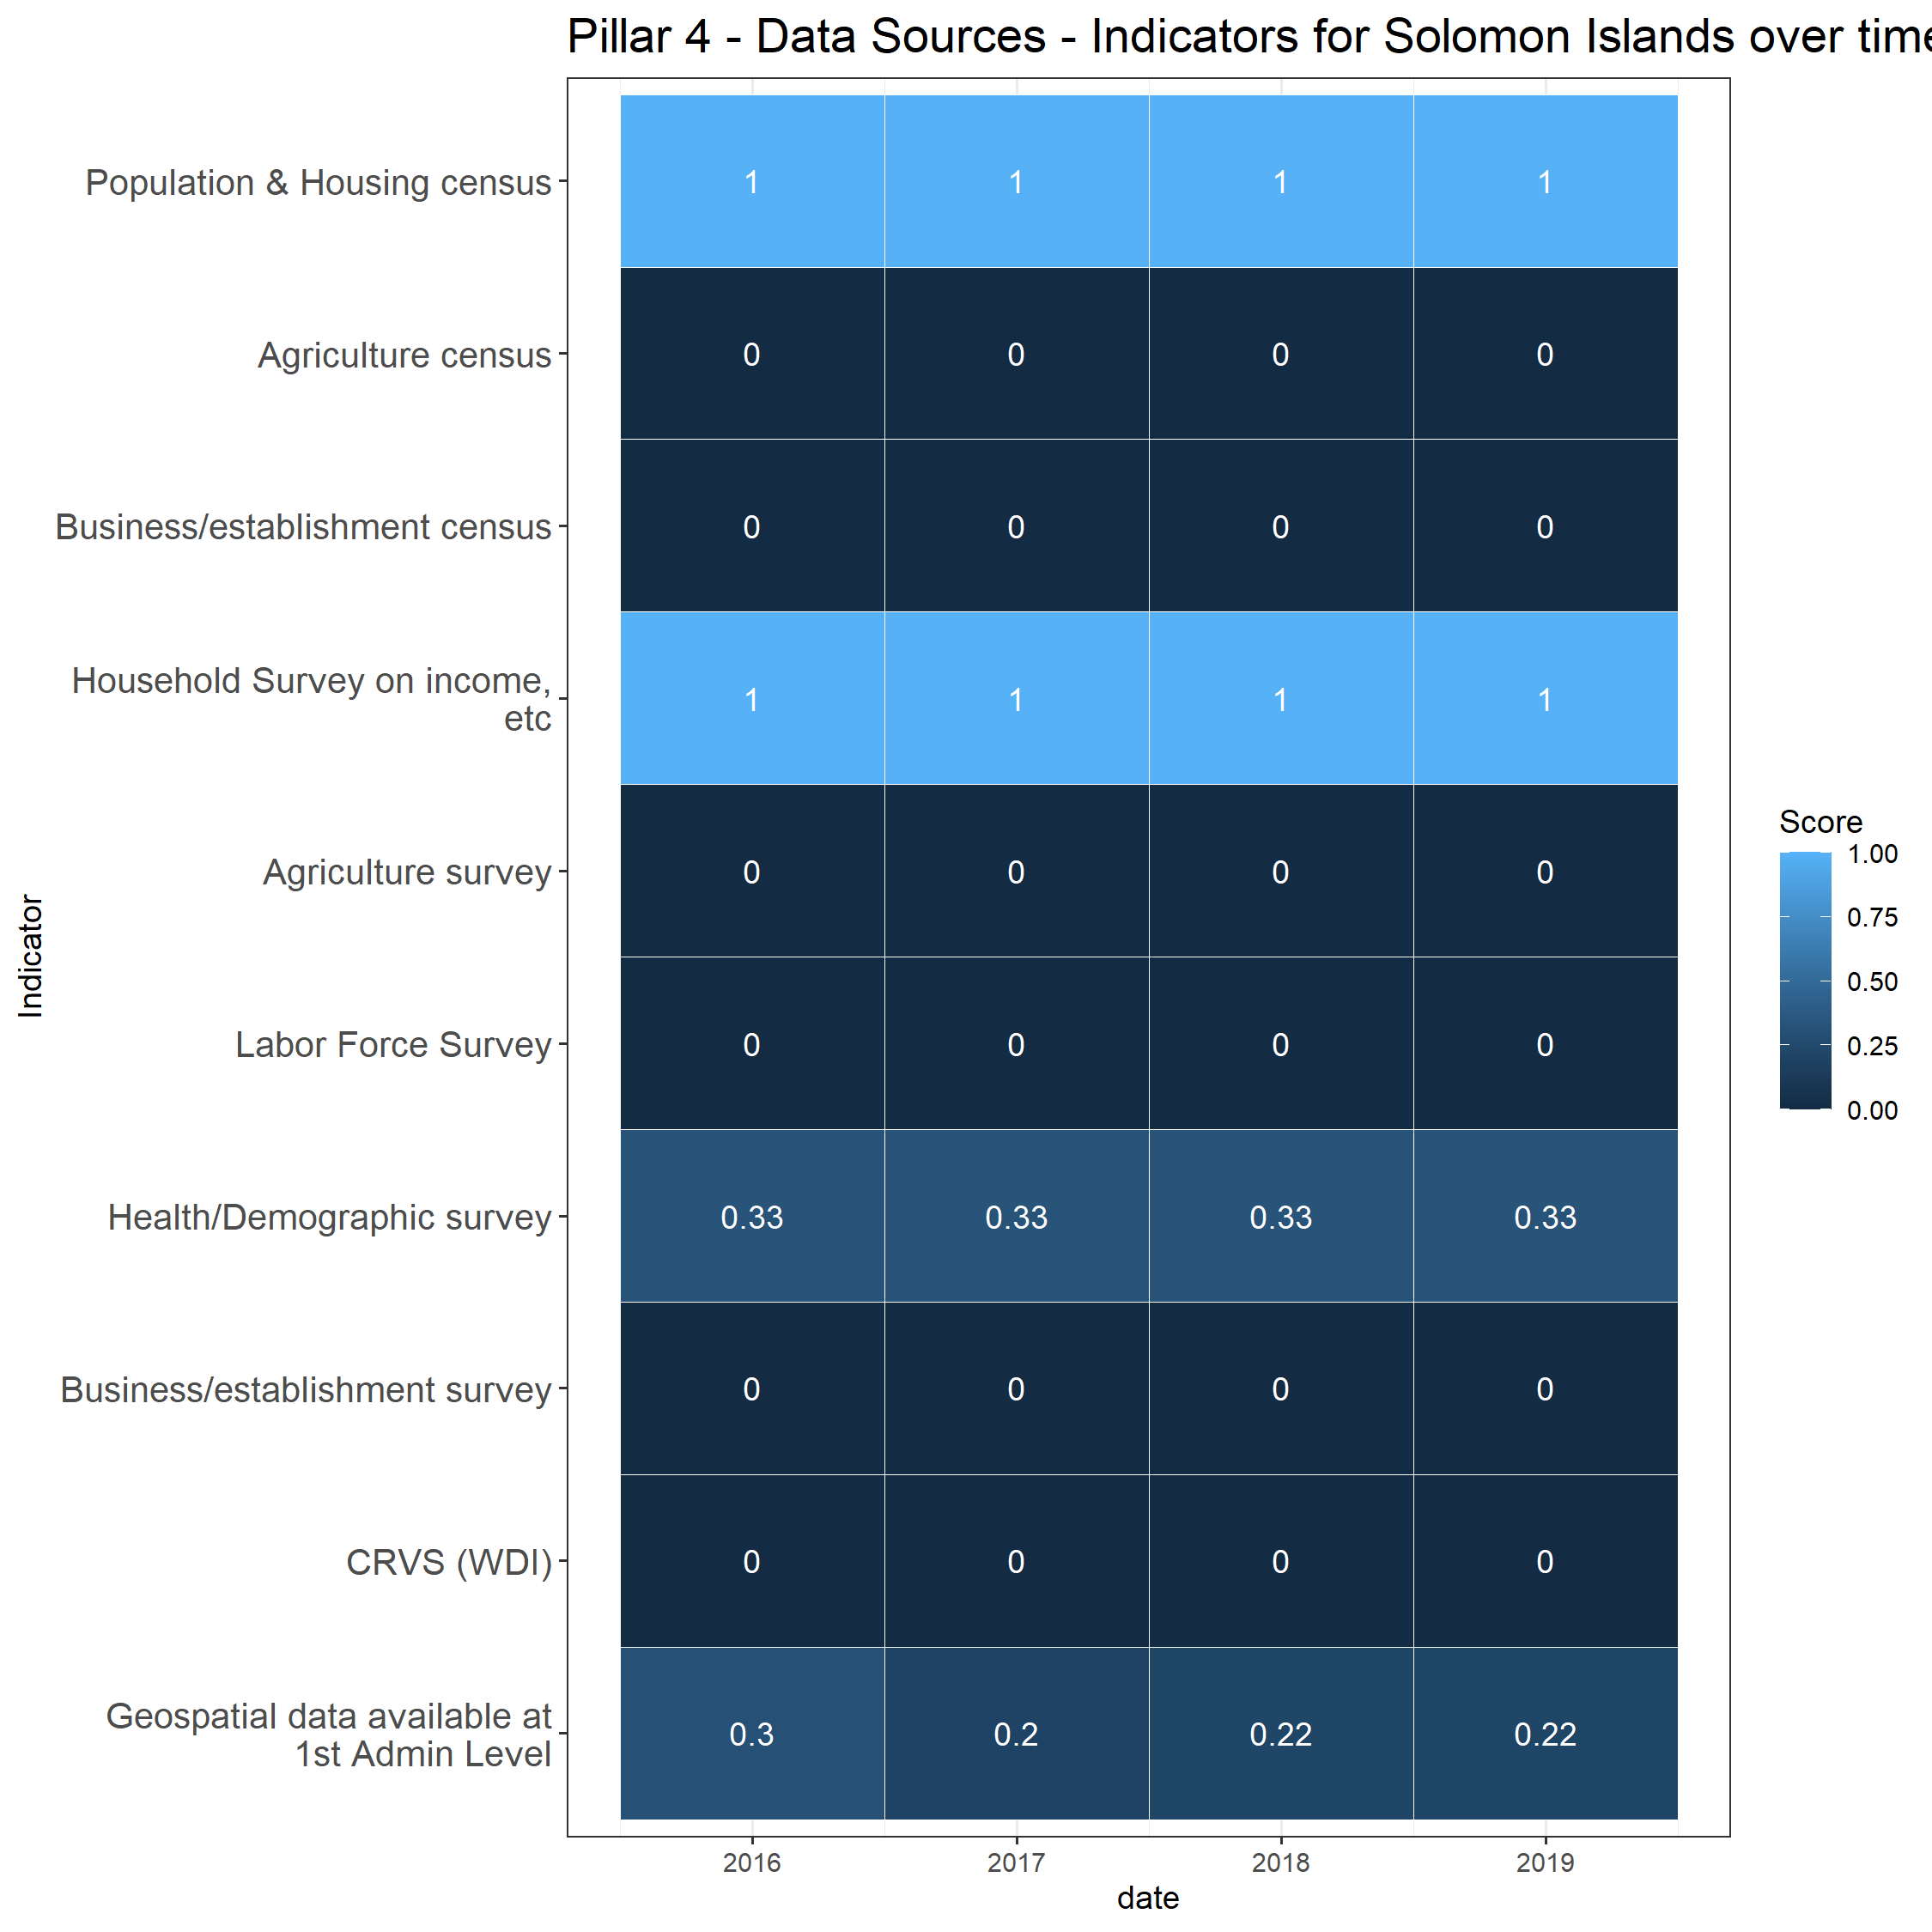 Pillar 4 - Data Sources - Indicators for Solomon Islands over time
Population & Housing census
1 1 1 1
Agriculture census
0 0 0 0
Business/establishment census
0 0 0 0
Household Survey on income,
etc
1 1 1 1
Agriculture survey
0 0 0 0
Labor Force Survey
0 0 0 0
Health/Demographic survey
0.33 0.33 0.33 0.33
Business/establishment survey
0 0 0 0
CRVS (WDI)
0 0 0 0
Geospatial data available at
1st Admin Level
0.3 0.2 0.22 0.22
2016 2017 2018 2019
date
Indicator
Score
1.00
0.75
0.50
0.25
0.00